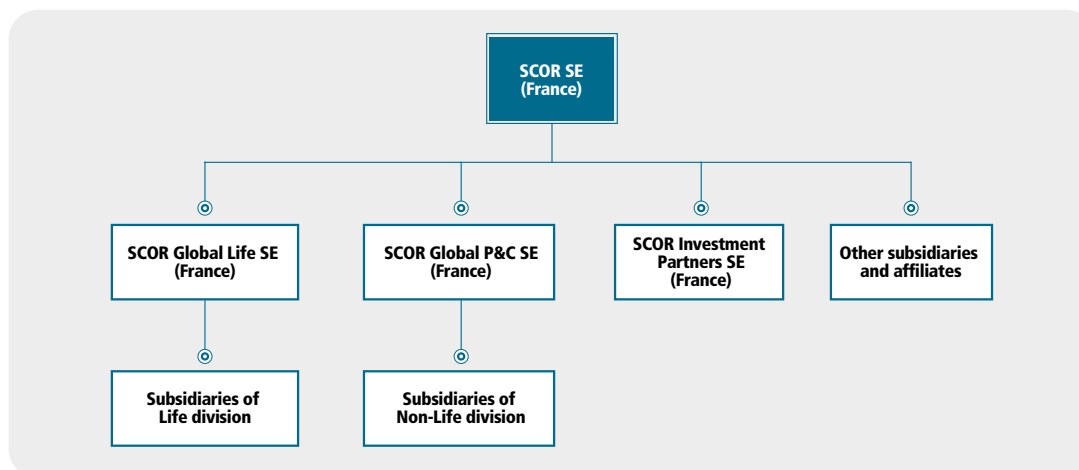 SCOR SE
(France)
SCOR Global Life SE
(France)
SCOR Global P&C SE
(France)
SCOR Investment
Partners SE
(France)
Other subsidiaries
and affiliates
Subsidiaries of
Life division
Subsidiaries of
Non-Life division